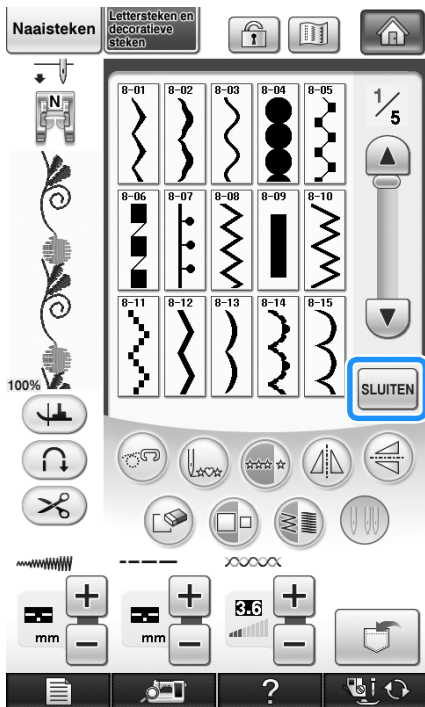 Naaisteken
Lettersteken en
decoratieve
steken
N
8-01 8-02 8-03 8-04 8-05
1/5
8-06 8-07 8-08 8-09 8-10
8-11 8-12 8-13 8-14 8-15
100%
SLUITEN
3.6
mm
mm
?